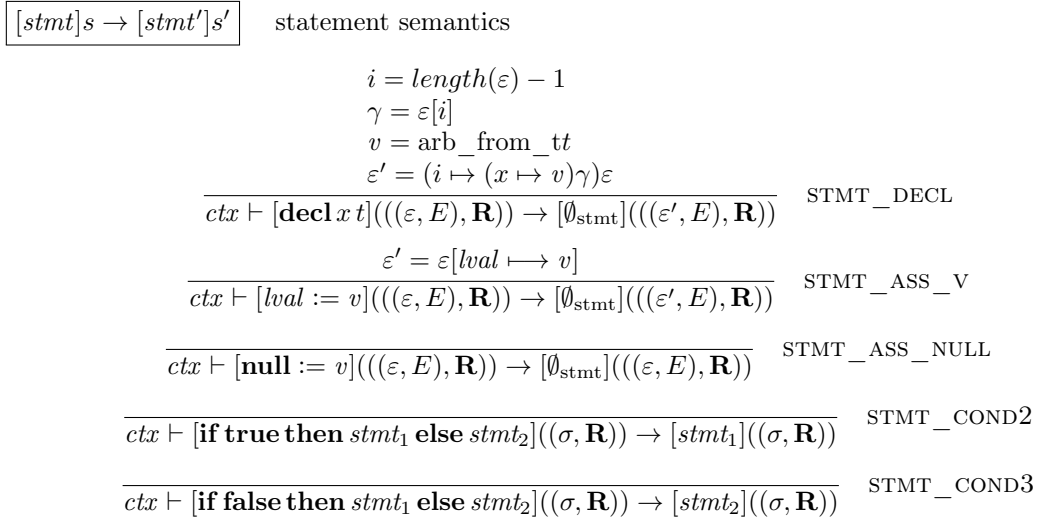 [stmt]s → [stmt′]s′ statement semantics
i = length(ε) − 1
γ = ε[i]
v = arb_from_tt
ε′ = (i ↦ (x ↦ v)γ)ε
ctx ⊢ [decl x t](((ε, E), R)) → [∅stmt](((ε′, E), R)) STMT_DECL
ε′ = ε[lval ⟼ v]
ctx ⊢ [lval := v](((ε, E), R)) → [∅stmt](((ε′, E), R)) STMT_ASS_V
ctx ⊢ [null := v](((ε, E), R)) → [∅stmt](((ε, E), R)) STMT_ASS_NULL
ctx ⊢ [if true then stmt₁ else stmt₂]((σ, R)) → [stmt₁]((σ, R)) STMT_COND2
ctx ⊢ [if false then stmt₁ else stmt₂]((σ, R)) → [stmt₂]((σ, R)) STMT_COND3